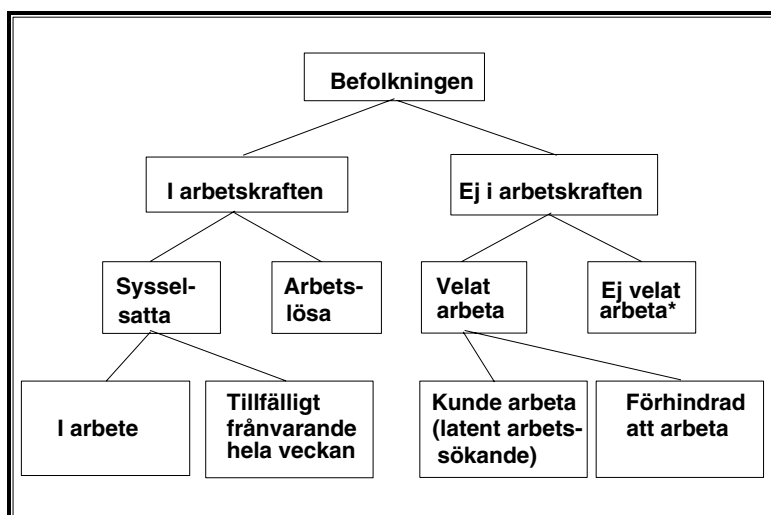 Befolkningen
I arbetskraften
Ej i arbetskraften
Syssel-
satta
Arbets-
lösa
Velat
arbeta
Ej velat
arbeta*
I arbete
Tillfälligt
frånvarande
hela veckan
Kunde arbeta
(latent arbets-
sökande)
Förhindrad
att arbeta